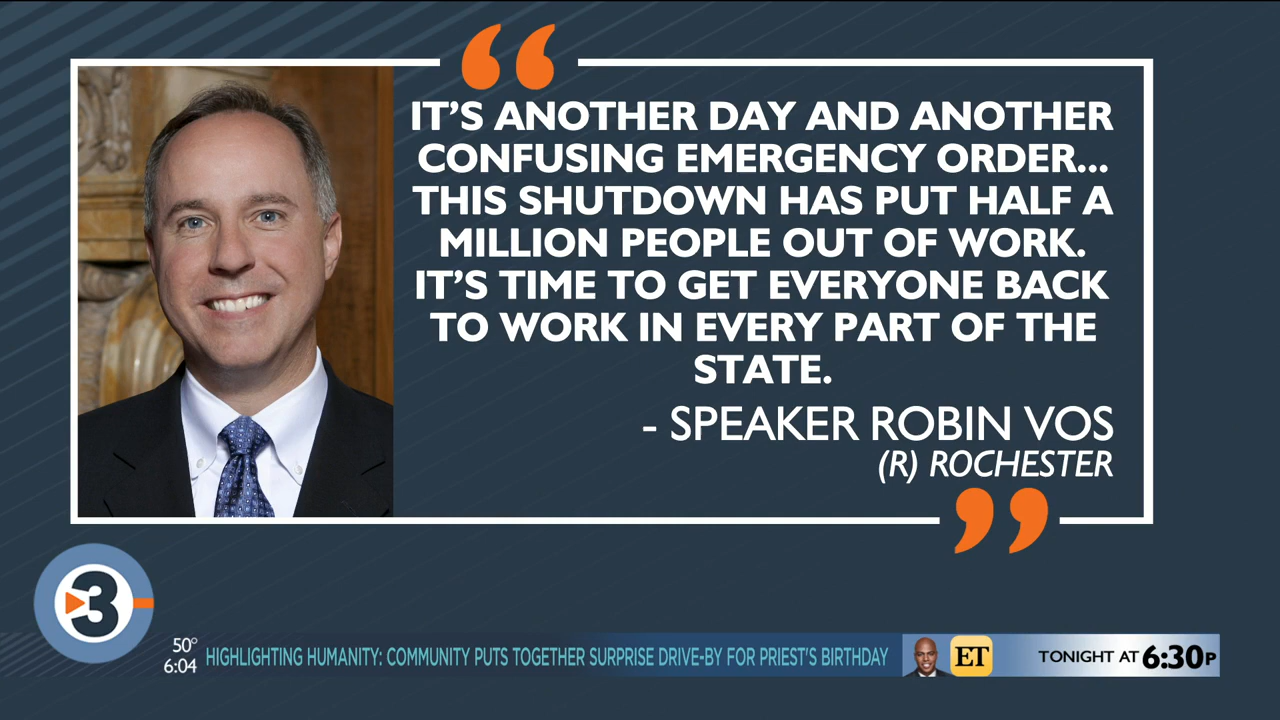 “
IT’S ANOTHER DAY AND ANOTHER
CONFUSING EMERGENCY ORDER...
THIS SHUTDOWN HAS PUT HALF A
MILLION PEOPLE OUT OF WORK.
IT’S TIME TO GET EVERYONE BACK
TO WORK IN EVERY PART OF THE
STATE.
- SPEAKER ROBIN VOS
(R) ROCHESTER
”
3
50°
6:04
HIGHLIGHTING HUMANITY: COMMUNITY PUTS TOGETHER SURPRISE DRIVE-BY FOR PRIEST'S BIRTHDAY
ET
TONIGHT AT 6:30P